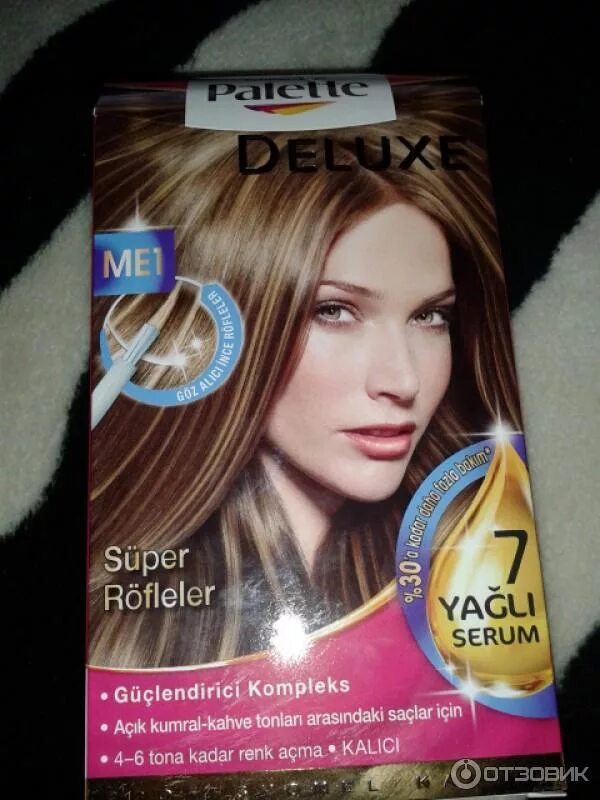 Palette
DELUXE
ME1
GÖZ ALICI İNCE RÖFLELER
%30'a kadar daha fazla bakım*
7
YAĞLI
SERUM
Süper
Röfleler
• Güçlendirici Kompleks
• Açık kumral-kahve tonları arasındaki saçlar için
• 4–6 tona kadar renk açma • KALICI
ОТЗОВИК